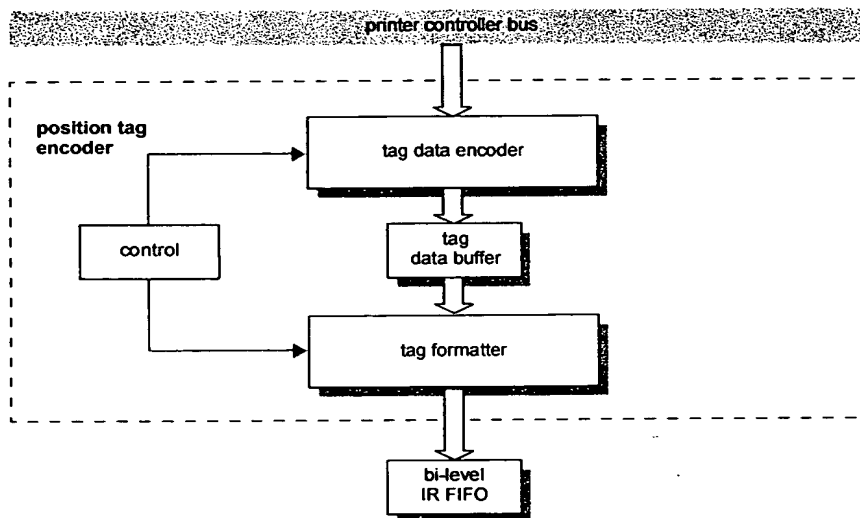 printer controller bus
position tag
encoder
tag data encoder
control
tag
data buffer
tag formatter
bi-level
IR FIFO